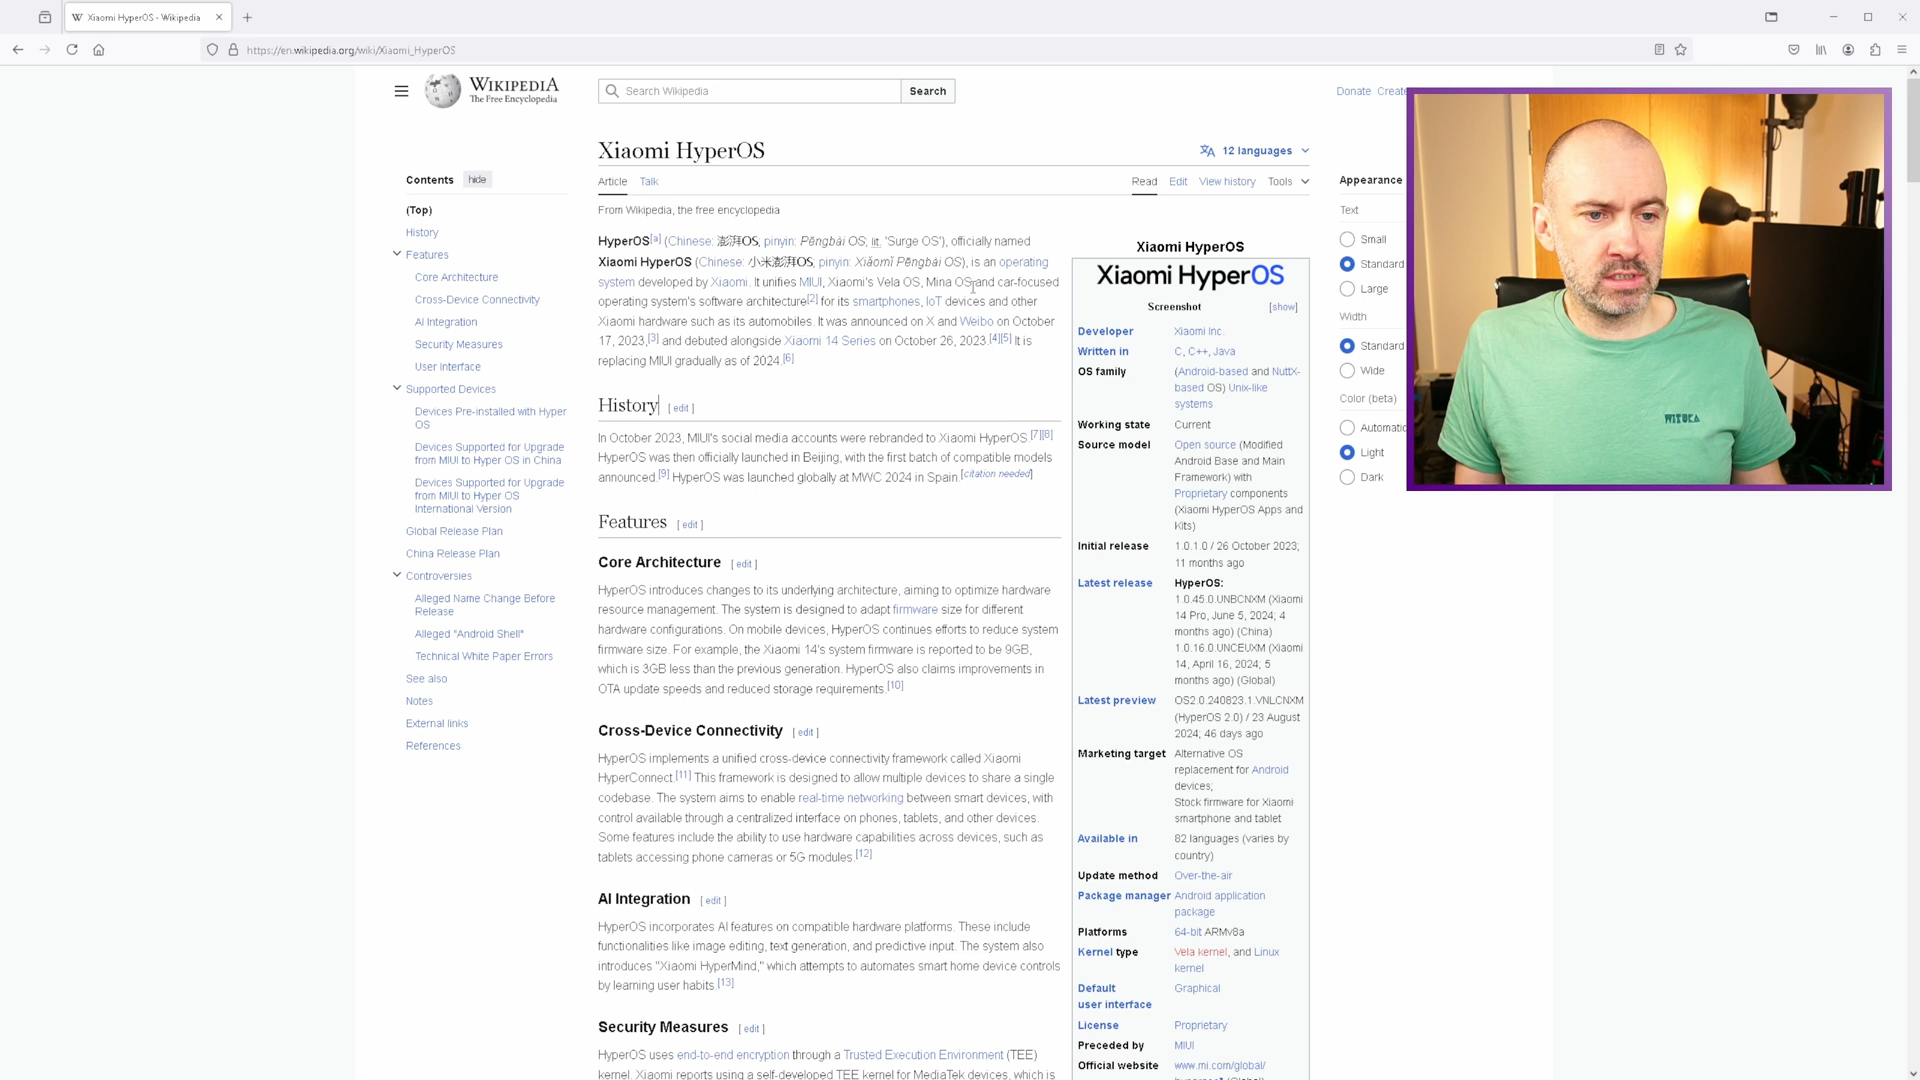 Xiaomi HyperOS - Wikipedia
https://en.wikipedia.org/wiki/Xiaomi_HyperOS
WIKIPEDIA
The Free Encyclopedia
Search Wikipedia
Search
Donate Create
Contents hide
(Top)
History
Features
Core Architecture
Cross-Device Connectivity
AI Integration
Security Measures
User Interface
Supported Devices
Devices Pre-installed with Hyper
OS
Devices Supported for Upgrade
from MIUI to Hyper OS in China
Devices Supported for Upgrade
from MIUI to Hyper OS
International Version
Global Release Plan
China Release Plan
Controversies
Alleged Name Change Before
Release
Alleged "Android Shell"
Technical White Paper Errors
See also
Notes
External links
References
Xiaomi HyperOS
12 languages
Article Talk
Read Edit View history Tools
From Wikipedia, the free encyclopedia
HyperOS[a] (Chinese: 澎湃OS; pinyin: Pēngbài OS; lit. 'Surge OS'), officially named
Xiaomi HyperOS (Chinese: 小米澎湃OS; pinyin: Xiǎomǐ Pēngbài OS), is an operating
system developed by Xiaomi. It unifies MIUI, Xiaomi's Vela OS, Mina OS and car-focused
operating system's software architecture[2] for its smartphones, IoT devices and other
Xiaomi hardware such as its automobiles. It was announced on X and Weibo on October
17, 2023,[3] and debuted alongside Xiaomi 14 Series on October 26, 2023.[4][5] It is
replacing MIUI gradually as of 2024.[6]
History [ edit ]
In October 2023, MIUI's social media accounts were rebranded to Xiaomi HyperOS.[7][8]
HyperOS was then officially launched in Beijing, with the first batch of compatible models
announced.[9] HyperOS was launched globally at MWC 2024 in Spain.[citation needed]
Features [ edit ]
Core Architecture [ edit ]
HyperOS introduces changes to its underlying architecture, aiming to optimize hardware
resource management. The system is designed to adapt firmware size for different
hardware configurations. On mobile devices, HyperOS continues efforts to reduce system
firmware size. For example, the Xiaomi 14's system firmware is reported to be 9GB,
which is 3GB less than the previous generation. HyperOS also claims improvements in
OTA update speeds and reduced storage requirements.[10]
Cross-Device Connectivity [ edit ]
HyperOS implements a unified cross-device connectivity framework called Xiaomi
HyperConnect.[11] This framework is designed to allow multiple devices to share a single
codebase. The system aims to enable real-time networking between smart devices, with
control available through a centralized interface on phones, tablets, and other devices.
Some features include the ability to use hardware capabilities across devices, such as
tablets accessing phone cameras or 5G modules.[12]
AI Integration [ edit ]
HyperOS incorporates AI features on compatible hardware platforms. These include
functionalities like image editing, text generation, and predictive input. The system also
introduces "Xiaomi HyperMind," which attempts to automates smart home device controls
by learning user habits.[13]
Security Measures [ edit ]
HyperOS uses end-to-end encryption through a Trusted Execution Environment (TEE)
kernel. Xiaomi reports using a self-developed TEE kernel for MediaTek devices, which is
Xiaomi HyperOS
Xiaomi HyperOS
Screenshot [show]
Developer Xiaomi Inc.
Written in C, C++, Java
OS family (Android-based and NuttX-
based OS) Unix-like
systems
Working state Current
Source model Open source (Modified
Android Base and Main
Framework) with
Proprietary components
(Xiaomi HyperOS Apps and
Kits)
Initial release 1.0.1.0 / 26 October 2023;
11 months ago
Latest release HyperOS:
1.0.45.0.UNBCNXM (Xiaomi
14 Pro, June 5, 2024; 4
months ago) (China)
1.0.16.0.UNCEUXM (Xiaomi
14, April 16, 2024; 5
months ago) (Global)
Latest preview OS2.0.240823.1.VNLCNXM
(HyperOS 2.0) / 23 August
2024; 46 days ago
Marketing target Alternative OS
replacement for Android
devices;
Stock firmware for Xiaomi
smartphone and tablet
Available in 82 languages (varies by
country)
Update method Over-the-air
Package manager Android application
package
Platforms 64-bit ARMv8a
Kernel type Vela kernel, and Linux
kernel
Default Graphical
user interface
License Proprietary
Preceded by MIUI
Official website www.mi.com/global/
Appearance
Text
Small
Standard
Large
Width
Standard
Wide
Color (beta)
Automatic
Light
Dark